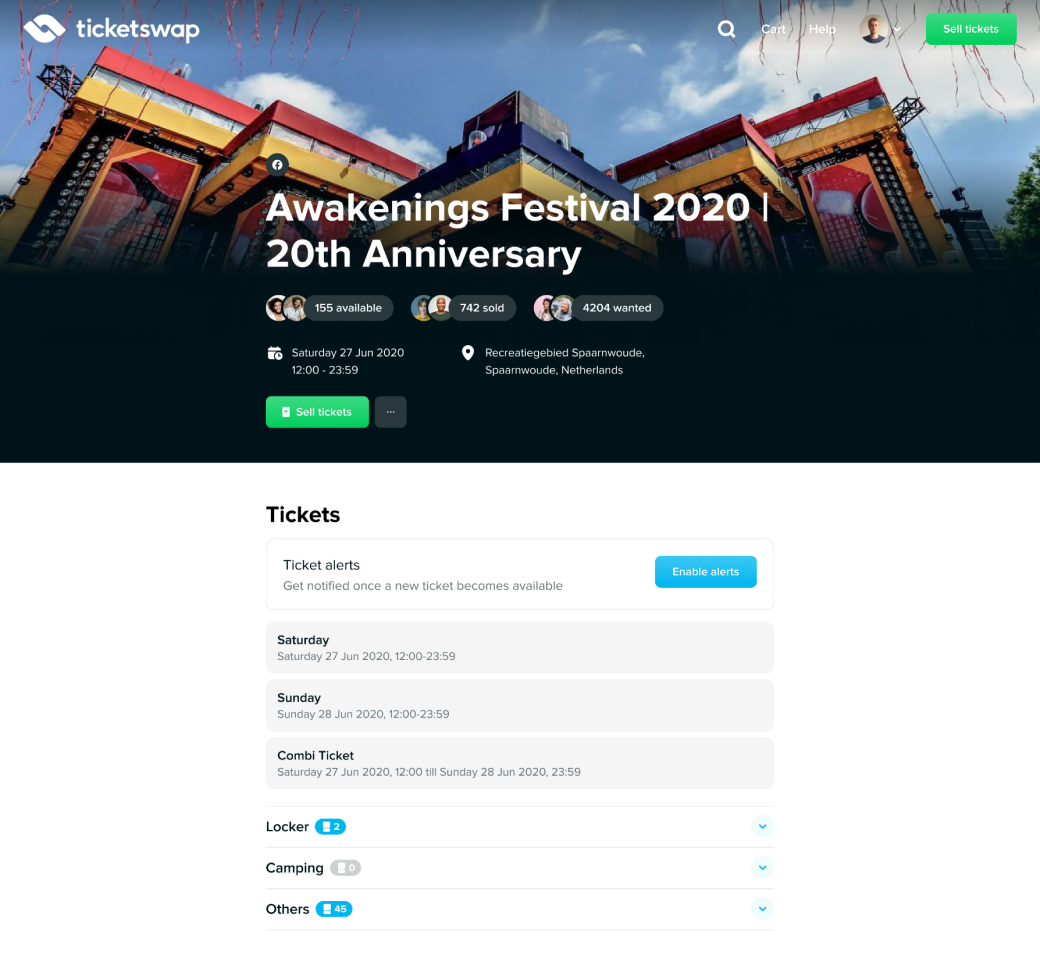 ticketswap
Cart
Help
Sell tickets
Awakenings Festival 2020 |
20th Anniversary
155 available
742 sold
4204 wanted
Saturday 27 Jun 2020
12:00 - 23:59
Recreatiegebied Spaarnwoude,
Spaarnwoude, Netherlands
Sell tickets
...
Tickets
Ticket alerts
Get notified once a new ticket becomes available
Enable alerts
Saturday
Saturday 27 Jun 2020, 12:00-23:59
Sunday
Sunday 28 Jun 2020, 12:00-23:59
Combi Ticket
Saturday 27 Jun 2020, 12:00 till Sunday 28 Jun 2020, 23:59
Locker 2
Camping 0
Others 45